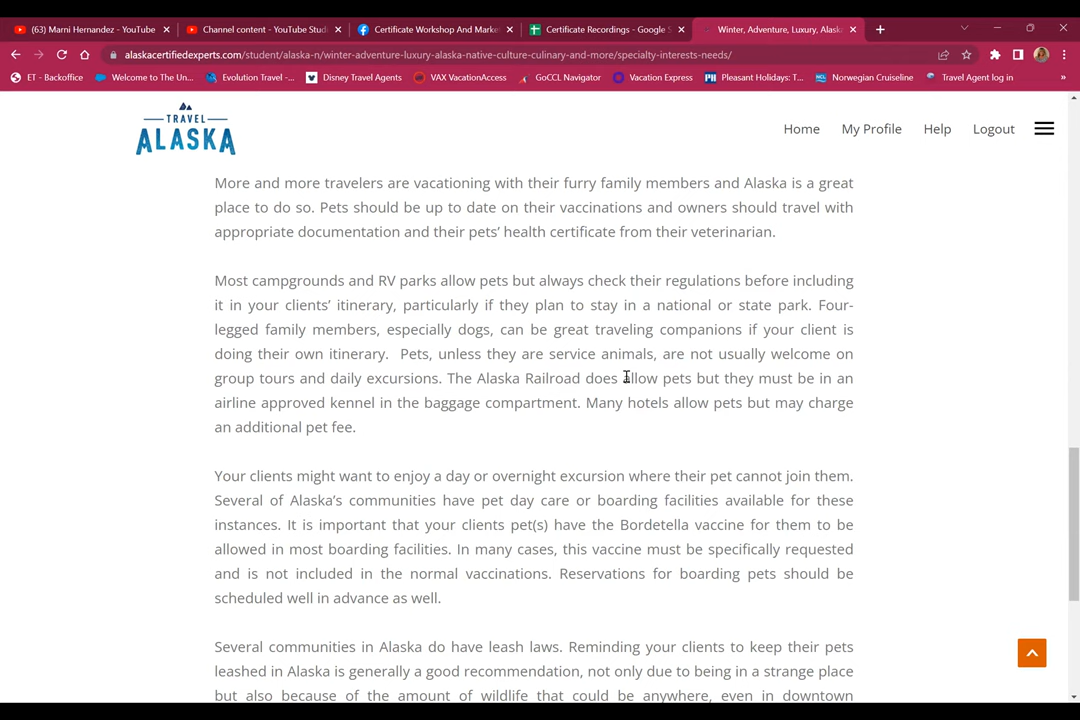 (63) Marni Hernandez - YouTube
Channel content - YouTube Stud
Certificate Workshop And Marke
Certificate Recordings - Google S
Winter, Adventure, Luxury, Alask
alaskacertifiedexperts.com/student/alaska-n/winter-adventure-luxury-alaska-native-culture-culinary-and-more/specialty-interests-needs/
ET - Backoffice
Welcome to The Un...
Evolution Travel -...
Disney Travel Agents
VAX VacationAccess
GoCCL Navigator
Vacation Express
Pleasant Holidays: T...
Norwegian Cruiseline
Travel Agent log in
»
TRAVEL
ALASKA
Home
My Profile
Help
Logout
More and more travelers are vacationing with their furry family members and Alaska is a great
place to do so. Pets should be up to date on their vaccinations and owners should travel with
appropriate documentation and their pets’ health certificate from their veterinarian.
Most campgrounds and RV parks allow pets but always check their regulations before including
it in your clients’ itinerary, particularly if they plan to stay in a national or state park. Four-
legged family members, especially dogs, can be great traveling companions if your client is
doing their own itinerary. Pets, unless they are service animals, are not usually welcome on
group tours and daily excursions. The Alaska Railroad does allow pets but they must be in an
airline approved kennel in the baggage compartment. Many hotels allow pets but may charge
an additional pet fee.
Your clients might want to enjoy a day or overnight excursion where their pet cannot join them.
Several of Alaska’s communities have pet day care or boarding facilities available for these
instances. It is important that your clients pet(s) have the Bordetella vaccine for them to be
allowed in most boarding facilities. In many cases, this vaccine must be specifically requested
and is not included in the normal vaccinations. Reservations for boarding pets should be
scheduled well in advance as well.
Several communities in Alaska do have leash laws. Reminding your clients to keep their pets
leashed in Alaska is generally a good recommendation, not only due to being in a strange place
but also because of the amount of wildlife that could be anywhere, even in downtown